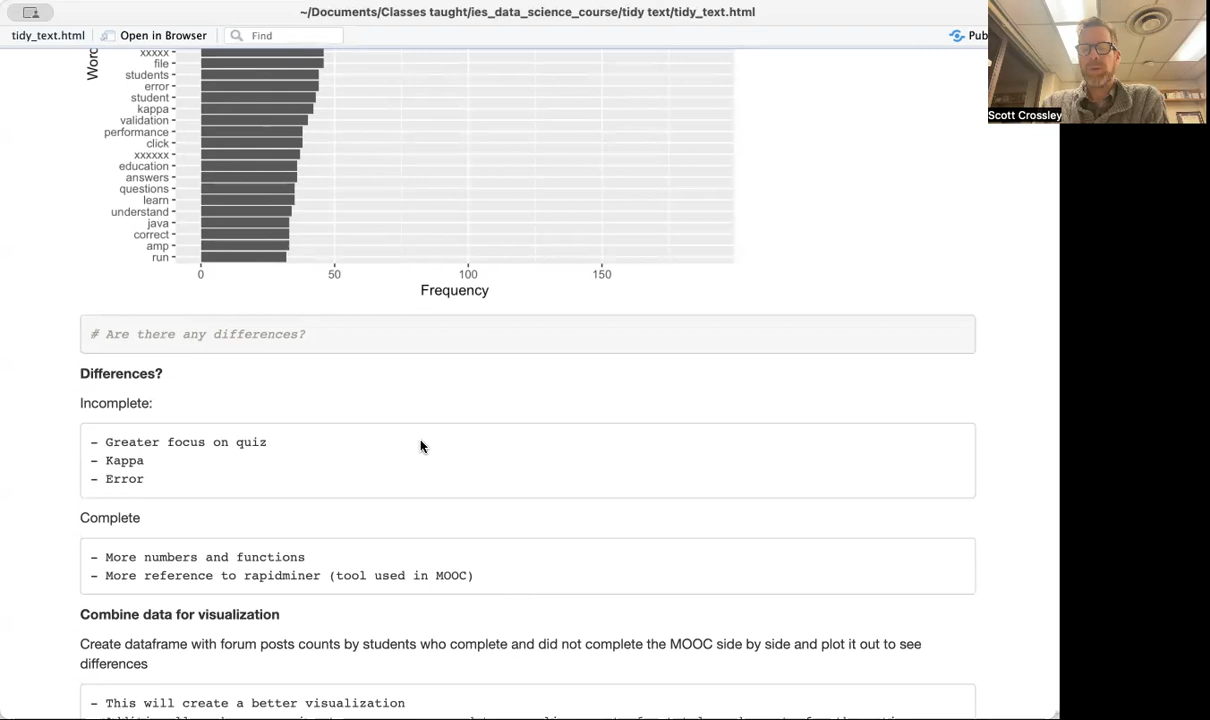 ~/Documents/Classes taught/ies_data_science_course/tidy text/tidy_text.html
tidy_text.html
Open in Browser
Find
Pub
Scott Crossley
Word
xxxxx
file
students
error
student
kappa
validation
performance
click
xxxxxx
education
answers
questions
learn
understand
java
correct
amp
run
0 50 100 150
Frequency
# Are there any differences?
Differences?
Incomplete:
- Greater focus on quiz
- Kappa
- Error
Complete
- More numbers and functions
- More reference to rapidminer (tool used in MOOC)
Combine data for visualization
Create dataframe with forum posts counts by students who complete and did not complete the MOOC side by side and plot it out to see
differences
- This will create a better visualization